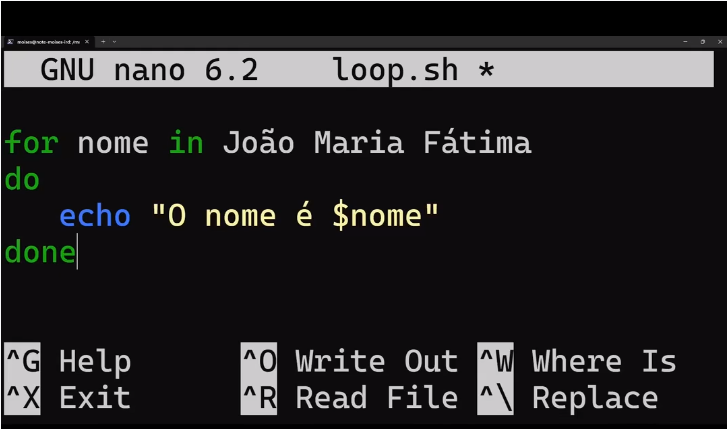 GNU nano 6.2 loop.sh *
for nome in João Maria Fátima
do
echo "O nome é $nome"
done
^G Help ^O Write Out ^W Where Is
^X Exit ^R Read File ^\ Replace